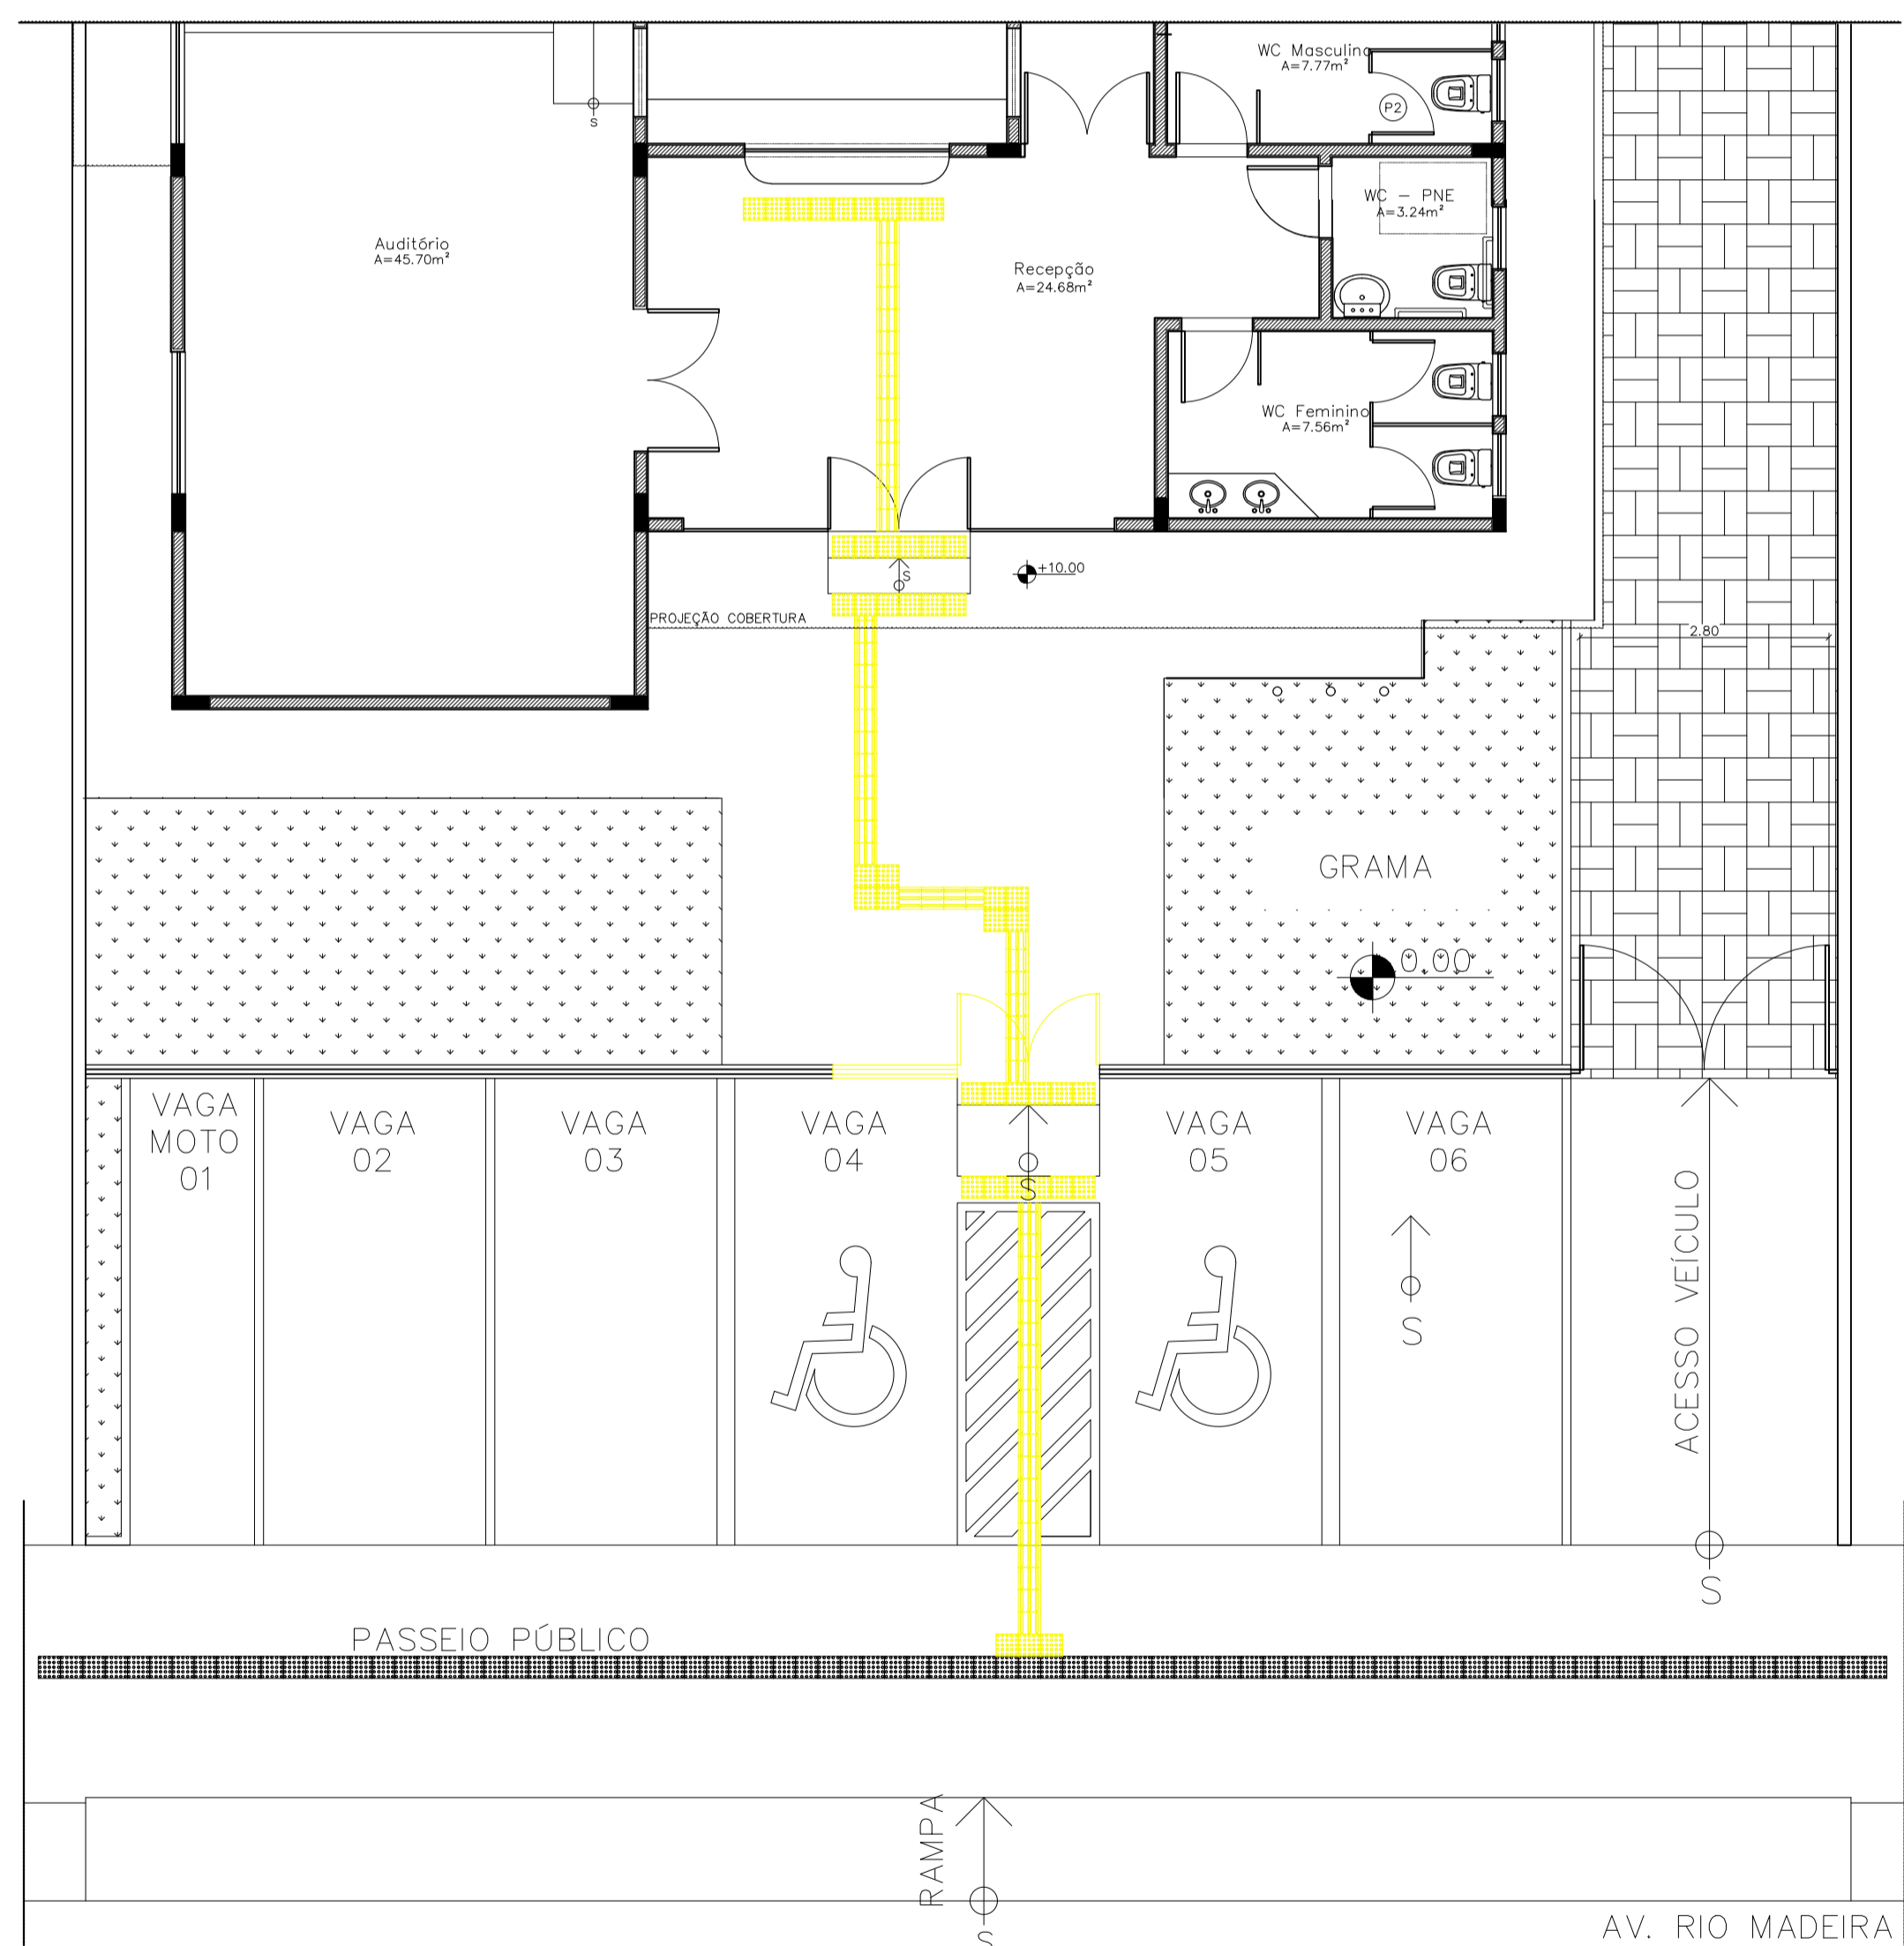 WC Masculino
A=7.77m²
P2
S
WC – PNE
A=3.24m²
Auditório
A=45.70m²
Recepção
A=24.68m²
WC Feminino
A=7.56m²
S
+10.00
PROJEÇÃO COBERTURA
2.80
GRAMA
0.00
VAGA
MOTO
01
VAGA
02
VAGA
03
VAGA
04
S
VAGA
05
VAGA
06
S
ACESSO VEÍCULO
S
PASSEIO PÚBLICO
RAMPA
S
AV. RIO MADEIRA